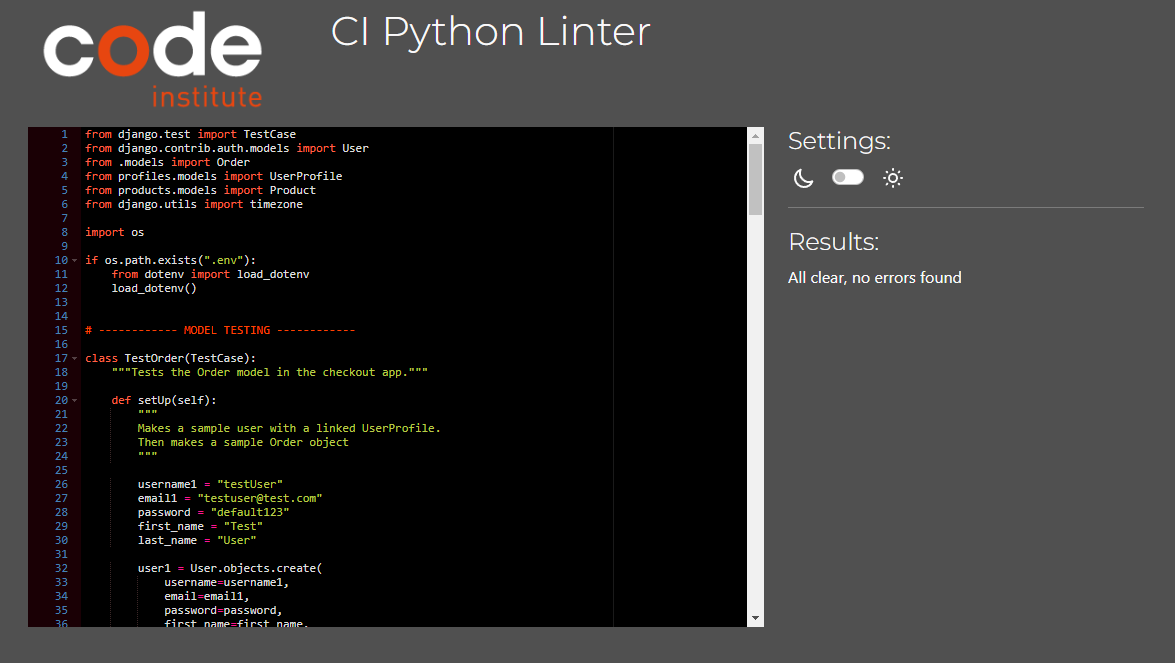 code
institute
CI Python Linter
1 from django.test import TestCase
2 from django.contrib.auth.models import User
3 from .models import Order
4 from profiles.models import UserProfile
5 from products.models import Product
6 from django.utils import timezone
7
8 import os
9
10 if os.path.exists(".env"):
11     from dotenv import load_dotenv
12     load_dotenv()
13
14
15 # ------------ MODEL TESTING ------------
16
17 class TestOrder(TestCase):
18     """Tests the Order model in the checkout app."""
19
20     def setUp(self):
21         """
22         Makes a sample user with a linked UserProfile.
23         Then makes a sample Order object
24         """
25
26         username1 = "testUser"
27         email1 = "testuser@test.com"
28         password = "default123"
29         first_name = "Test"
30         last_name = "User"
31
32         user1 = User.objects.create(
33             username=username1,
34             email=email1,
35             password=password,
36             first_name=first_name,
Settings:
Results:
All clear, no errors found